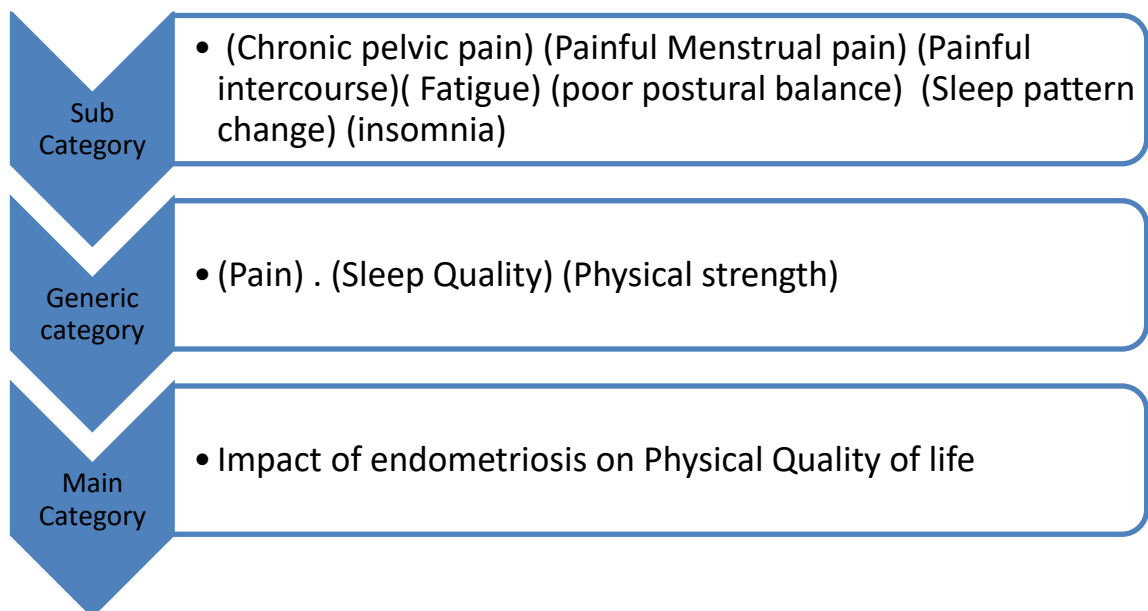 Sub
Category
• (Chronic pelvic pain) (Painful Menstrual pain) (Painful
intercourse)( Fatigue) (poor postural balance)  (Sleep pattern
change) (insomnia)
Generic
category
• (Pain) . (Sleep Quality) (Physical strength)
Main
Category
• Impact of endometriosis on Physical Quality of life